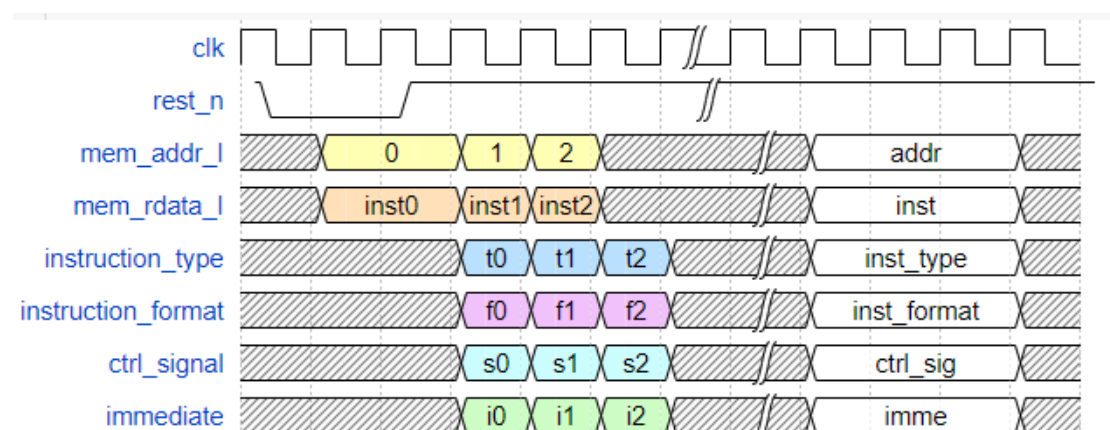 clk
rest_n
mem_addr_l 0 1 2 addr
mem_rdata_l inst0 inst1 inst2 inst
instruction_type t0 t1 t2 inst_type
instruction_format f0 f1 f2 inst_format
ctrl_signal s0 s1 s2 ctrl_sig
immediate i0 i1 i2 imme